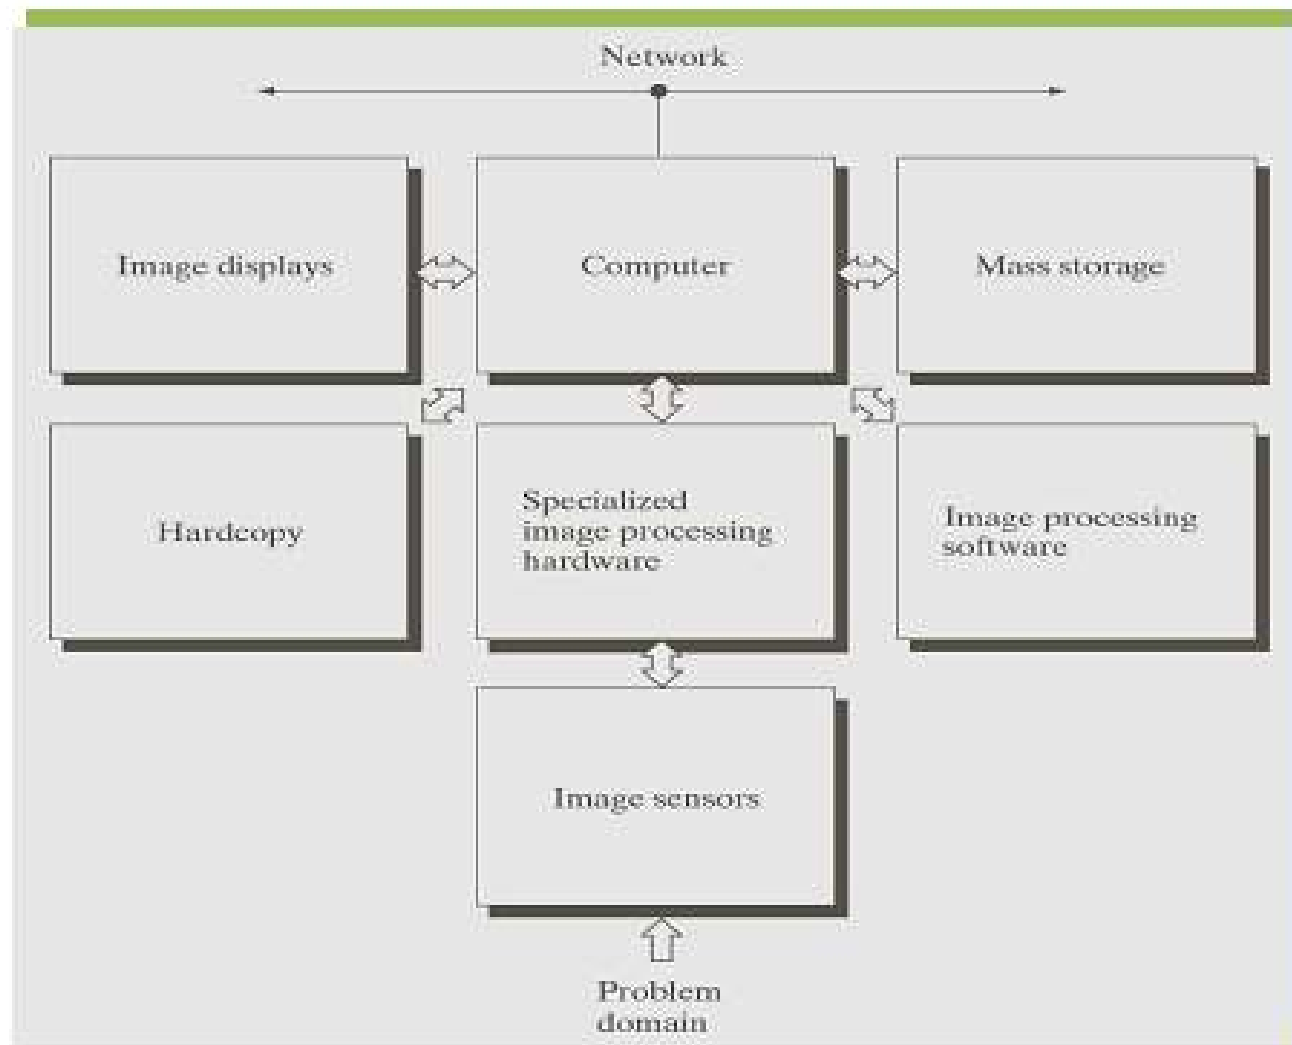 Network
Image displays
Computer
Mass storage
Hardcopy
Specialized
image processing
hardware
Image processing
software
Image sensors
Problem
domain